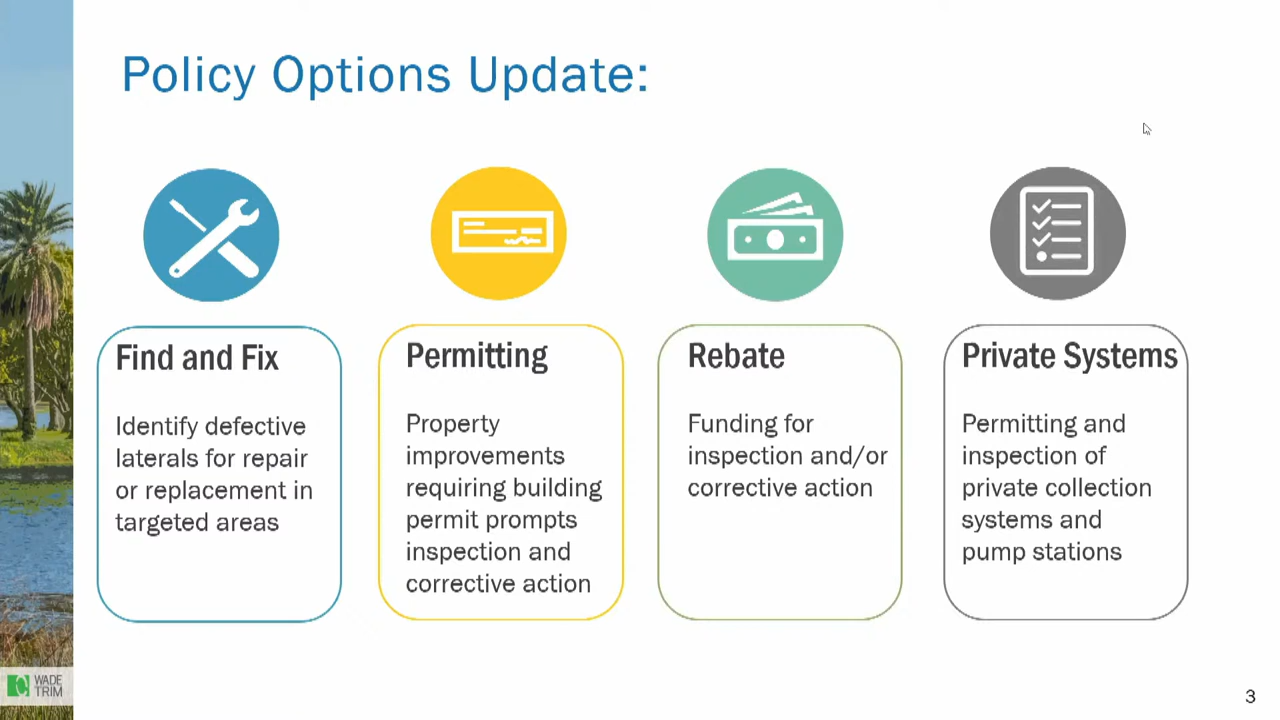 Policy Options Update:
Find and Fix
Identify defective
laterals for repair
or replacement in
targeted areas
Permitting
Property
improvements
requiring building
permit prompts
inspection and
corrective action
Rebate
Funding for
inspection and/or
corrective action
Private Systems
Permitting and
inspection of
private collection
systems and
pump stations
WADE
TRIM
3